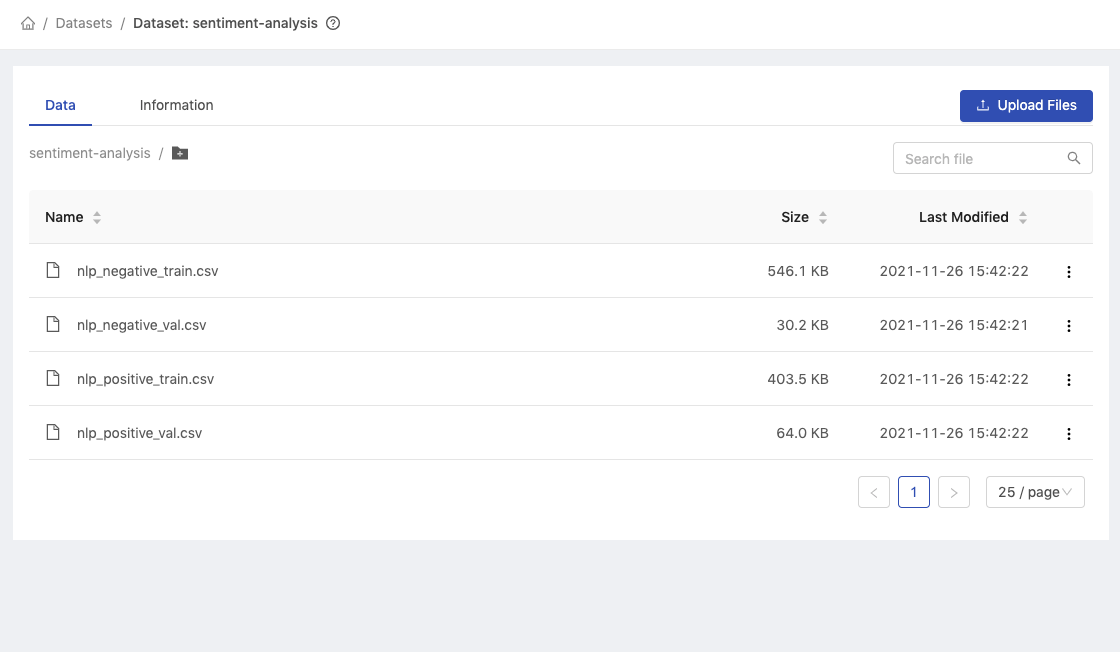 / Datasets / Dataset: sentiment-analysis
Data Information Upload Files
sentiment-analysis /
Search file
Name Size Last Modified
nlp_negative_train.csv 546.1 KB 2021-11-26 15:42:22
nlp_negative_val.csv 30.2 KB 2021-11-26 15:42:21
nlp_positive_train.csv 403.5 KB 2021-11-26 15:42:22
nlp_positive_val.csv 64.0 KB 2021-11-26 15:42:22
< 1 > 25 / page